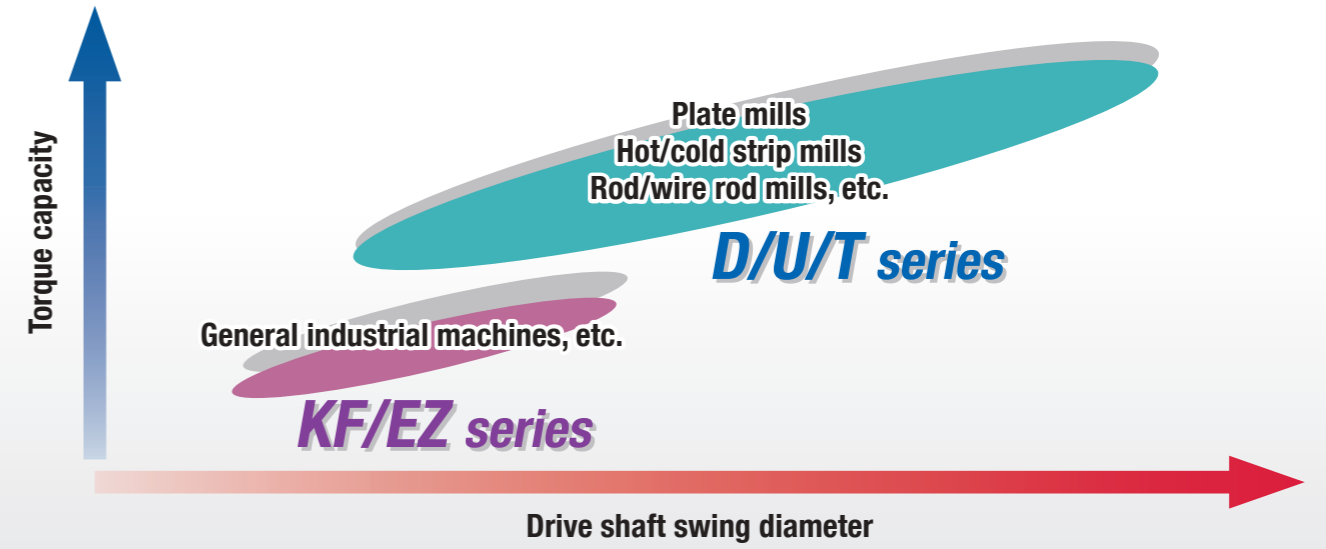 Torque capacity
Plate mills
Hot/cold strip mills
Rod/wire rod mills, etc.
D/U/T series
General industrial machines, etc.
KF/EZ series
Drive shaft swing diameter